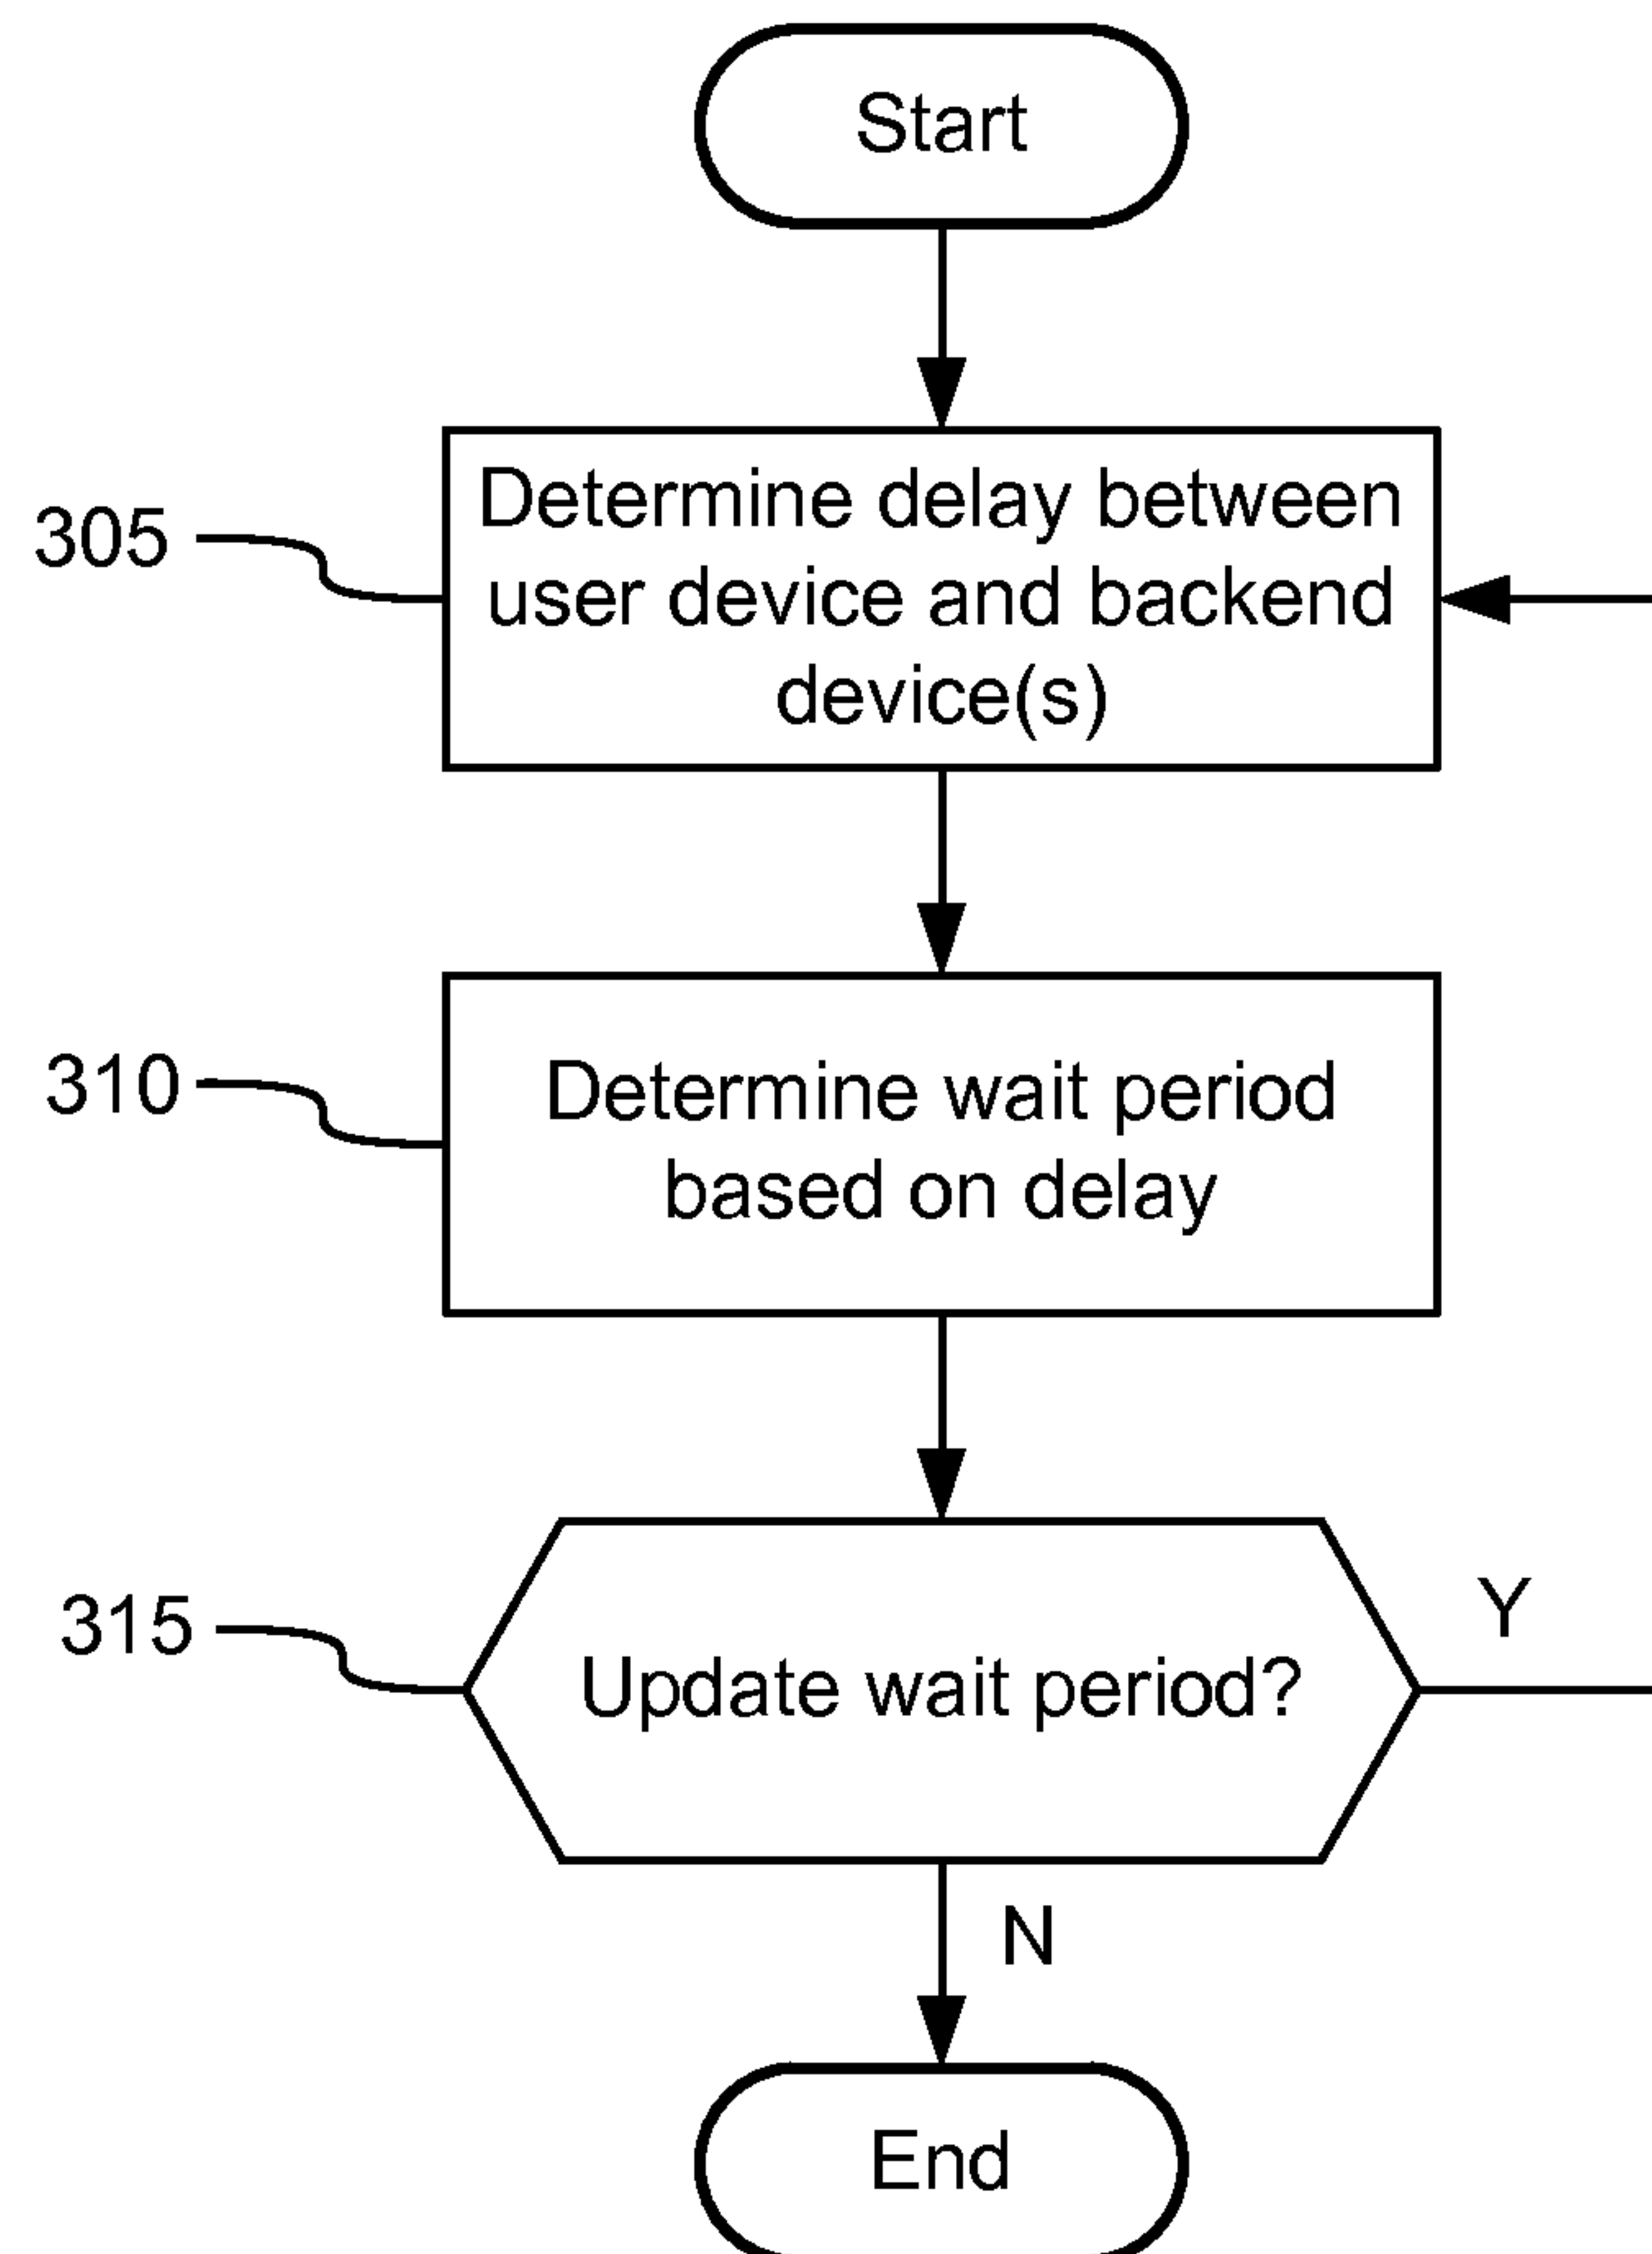 Start
305
Determine delay between
user device and backend
device(s)
310
Determine wait period
based on delay
315
Update wait period?
Y
N
End